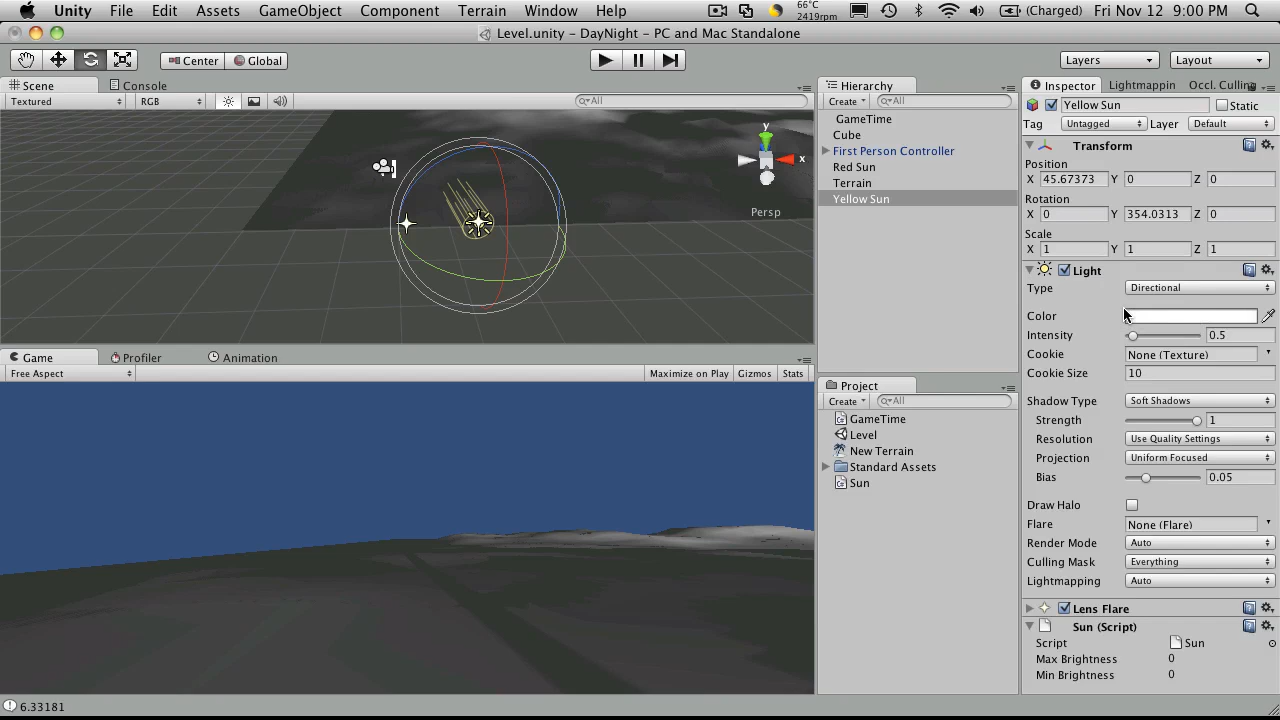 Unity File Edit Assets GameObject Component Terrain Window Help 66°C 2419rpm (Charged) Fri Nov 12 9:00 PM
Level.unity - DayNight - PC and Mac Standalone
Center Global Layers Layout
Scene Console
Textured RGB All
y
x
Persp
Game Profiler Animation
Free Aspect Maximize on Play Gizmos Stats
Hierarchy
Create All
GameTime
Cube
First Person Controller
Red Sun
Terrain
Yellow Sun
Project
Create All
GameTime
Level
New Terrain
Standard Assets
Sun
Inspector Lightmappin Occl. Culling
Yellow Sun Static
Tag Untagged Layer Default
Transform
Position
X 45.67373 Y 0 Z 0
Rotation
X 0 Y 354.0313 Z 0
Scale
X 1 Y 1 Z 1
Light
Type Directional
Color
Intensity 0.5
Cookie None (Texture)
Cookie Size 10
Shadow Type Soft Shadows
Strength 1
Resolution Use Quality Settings
Projection Uniform Focused
Bias 0.05
Draw Halo
Flare None (Flare)
Render Mode Auto
Culling Mask Everything
Lightmapping Auto
Lens Flare
Sun (Script)
Script Sun
Max Brightness 0
Min Brightness 0
6.33181